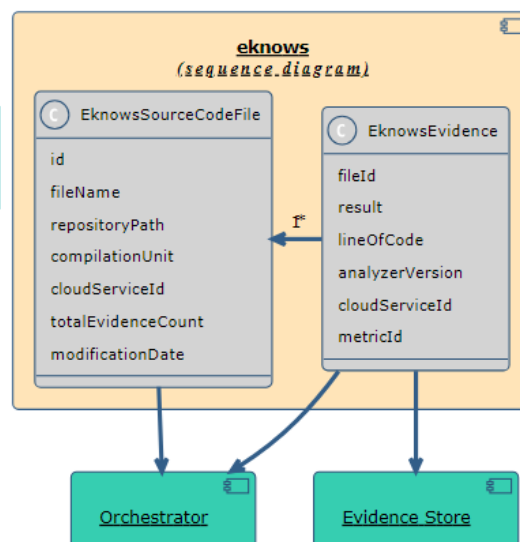 eknows
(sequence diagram)
C EknowsSourceCodeFile
id
fileName
repositoryPath
compilationUnit
cloudServiceId
totalEvidenceCount
modificationDate
1*
C EknowsEvidence
fileId
result
lineOfCode
analyzerVersion
cloudServiceId
metricId
Orchestrator
Evidence Store